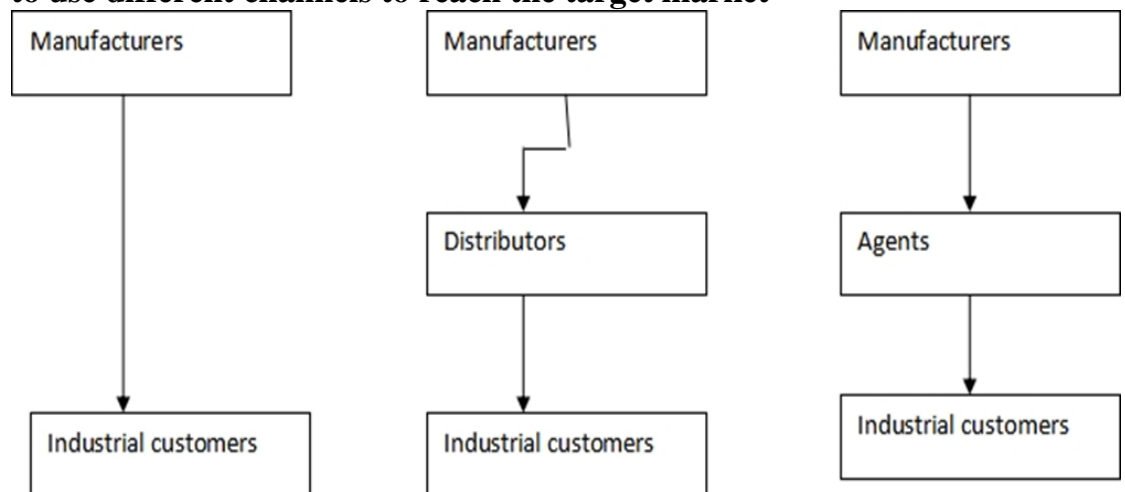 to use different channels to reach the target market
Manufacturers
Manufacturers
Manufacturers
Distributors
Agents
Industrial customers
Industrial customers
Industrial customers